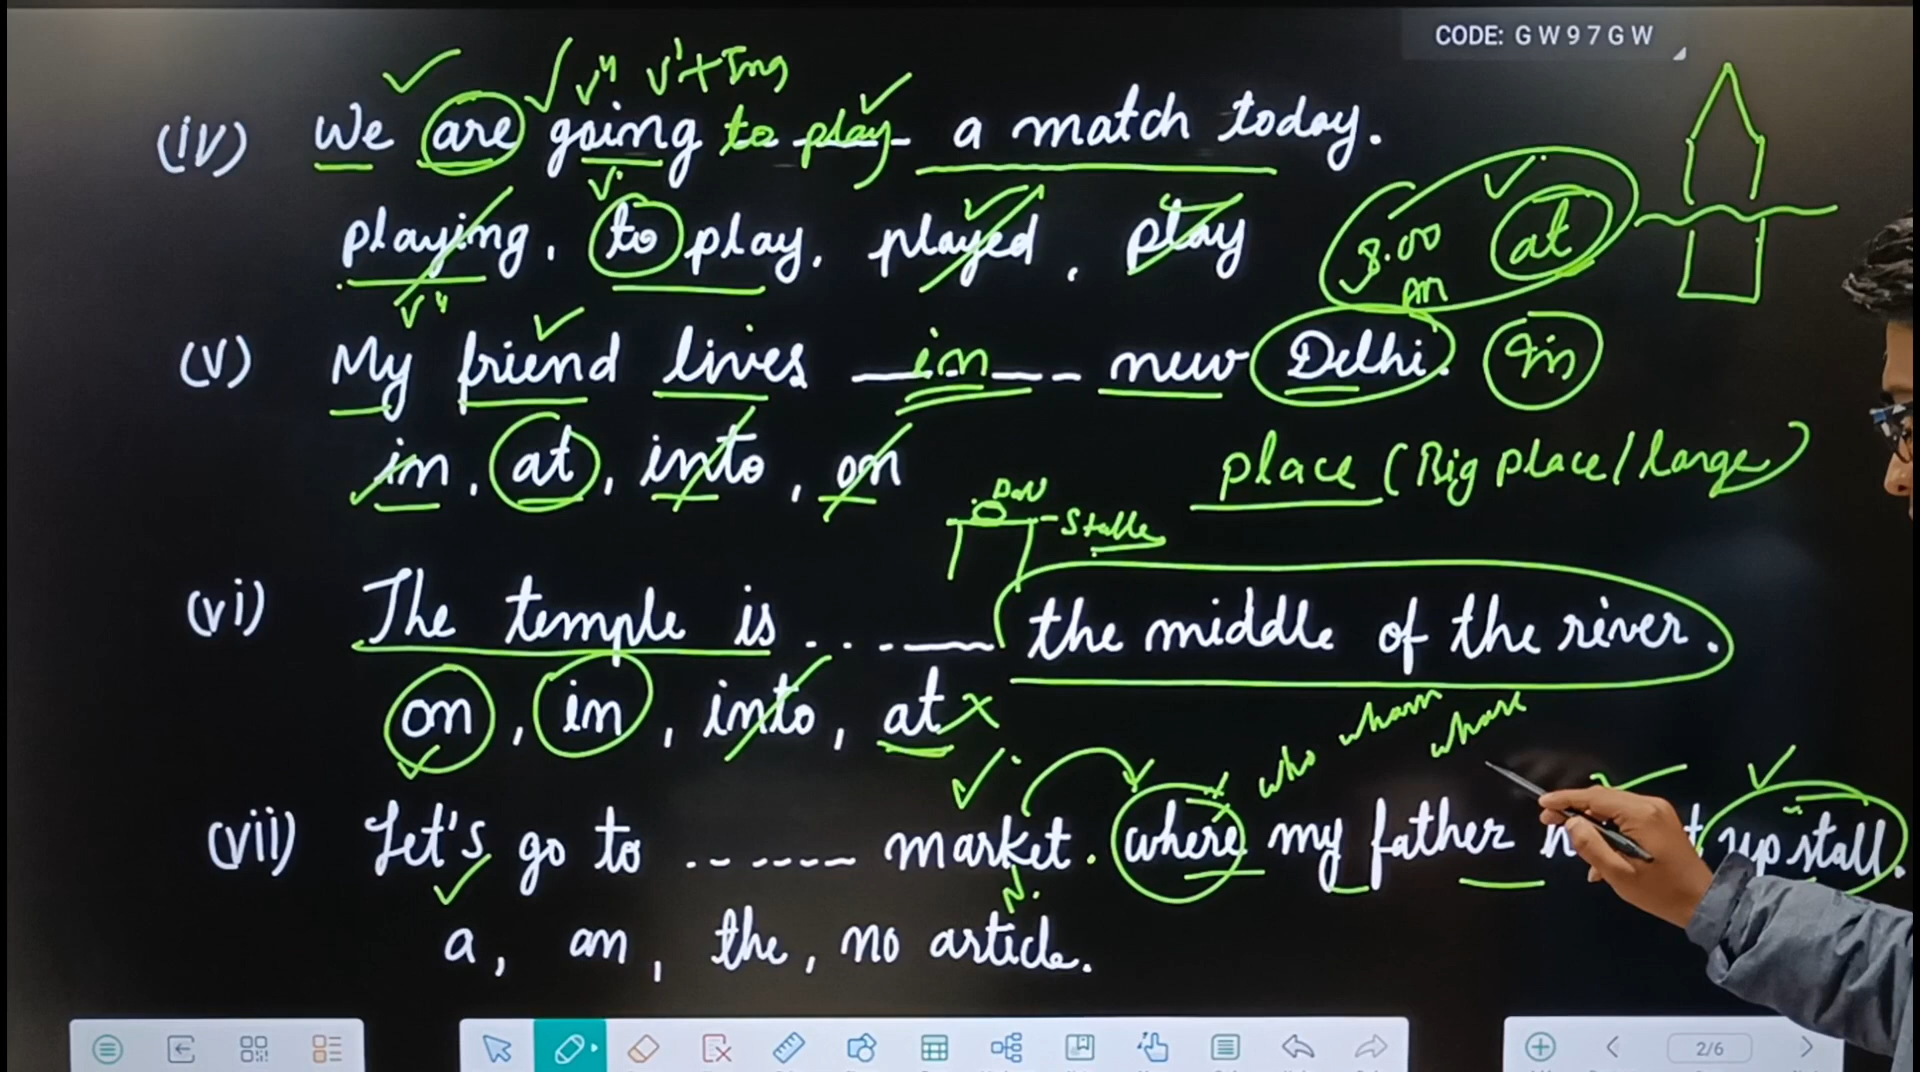 CODE: GW97GW
v4 v1+Ing
(iv) We are going to play a match today.
v.
playing, to play, played, play
8.00 at
AM
v4
(v) My friend lives in new Delhi. in
in, at, into, on
place (Big place/large)
(vi) The temple is ......... the middle of the river.
on, in, into, at ×
who whom whose
(vii) Let's go to ......... market. where my father upstall.
N.
a, an, the, no article.
2/6